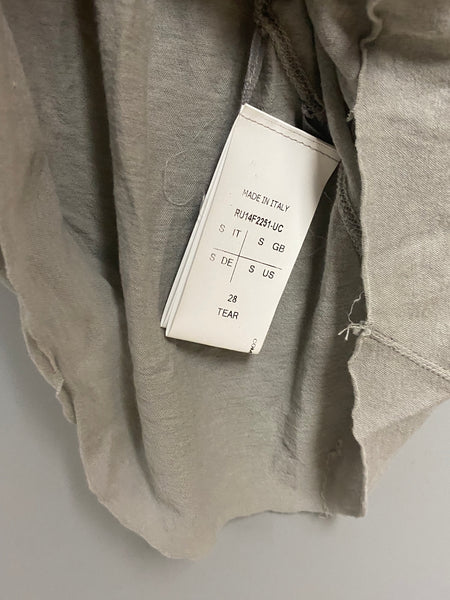 MADE IN ITALY
RU14F2251-UC
S IT S GB
S DE S US
28
TEAR